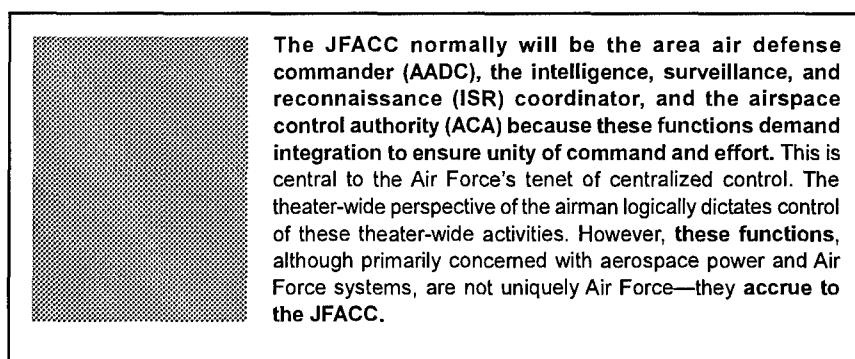 The JFACC normally will be the area air defense
commander (AADC), the intelligence, surveillance, and
reconnaissance (ISR) coordinator, and the airspace
control authority (ACA) because these functions demand
integration to ensure unity of command and effort. This is
central to the Air Force's tenet of centralized control. The
theater-wide perspective of the airman logically dictates control
of these theater-wide activities. However, these functions,
although primarily concerned with aerospace power and Air
Force systems, are not uniquely Air Force—they accrue to
the JFACC.